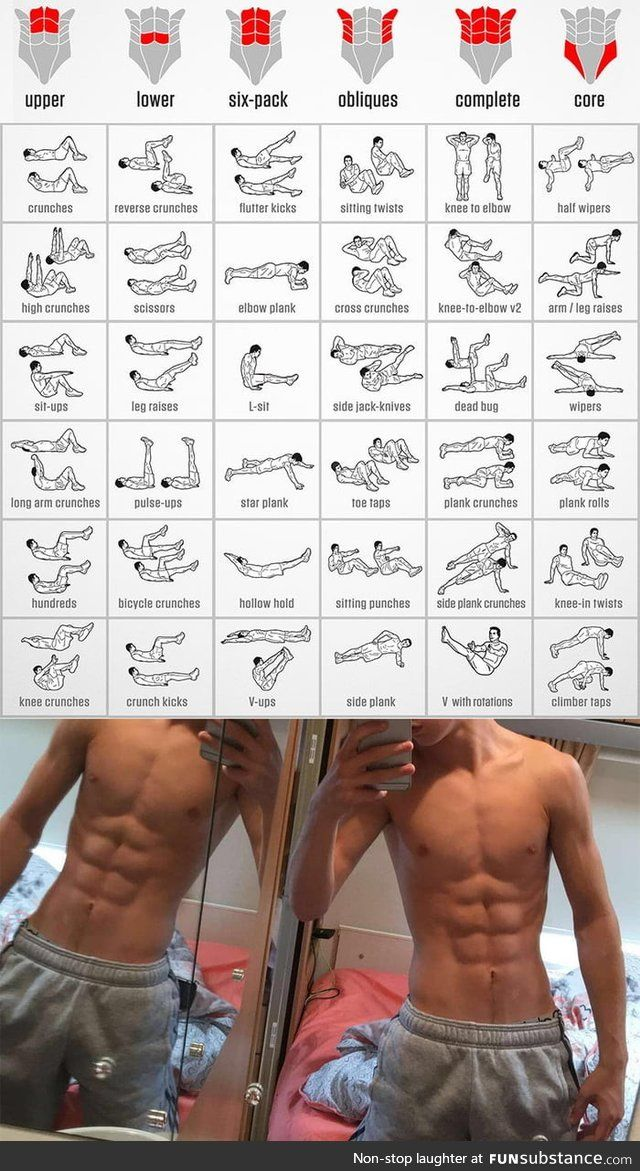 upper lower six-pack obliques complete core
crunches reverse crunches flutter kicks sitting twists knee to elbow half wipers
high crunches scissors elbow plank cross crunches knee-to-elbow v2 arm / leg raises
sit-ups leg raises L-sit side jack-knives dead bug wipers
long arm crunches pulse-ups star plank toe taps plank crunches plank rolls
hundreds bicycle crunches hollow hold sitting punches side plank crunches knee-in twists
knee crunches crunch kicks V-ups side plank V with rotations climber taps
Non-stop laughter at FUNsubstance.com